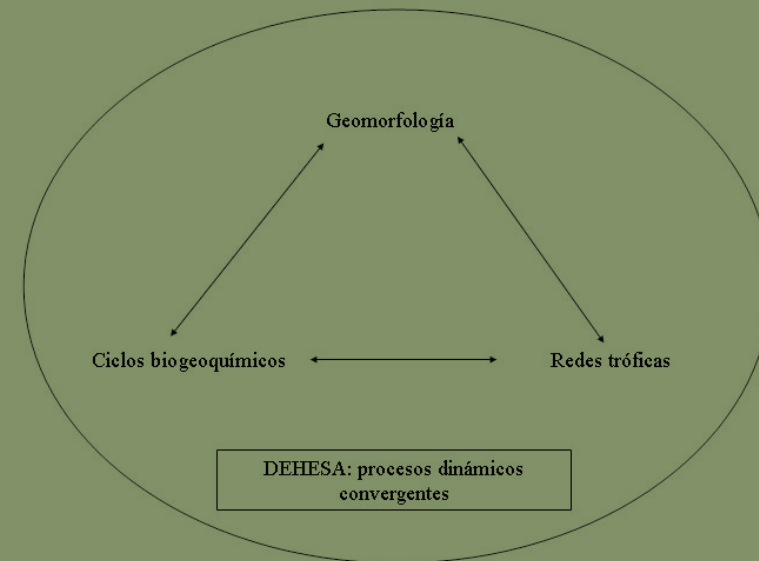 Geomorfología
Ciclos biogeoquímicos
Redes tróficas
DEHESA: procesos dinámicos
convergentes